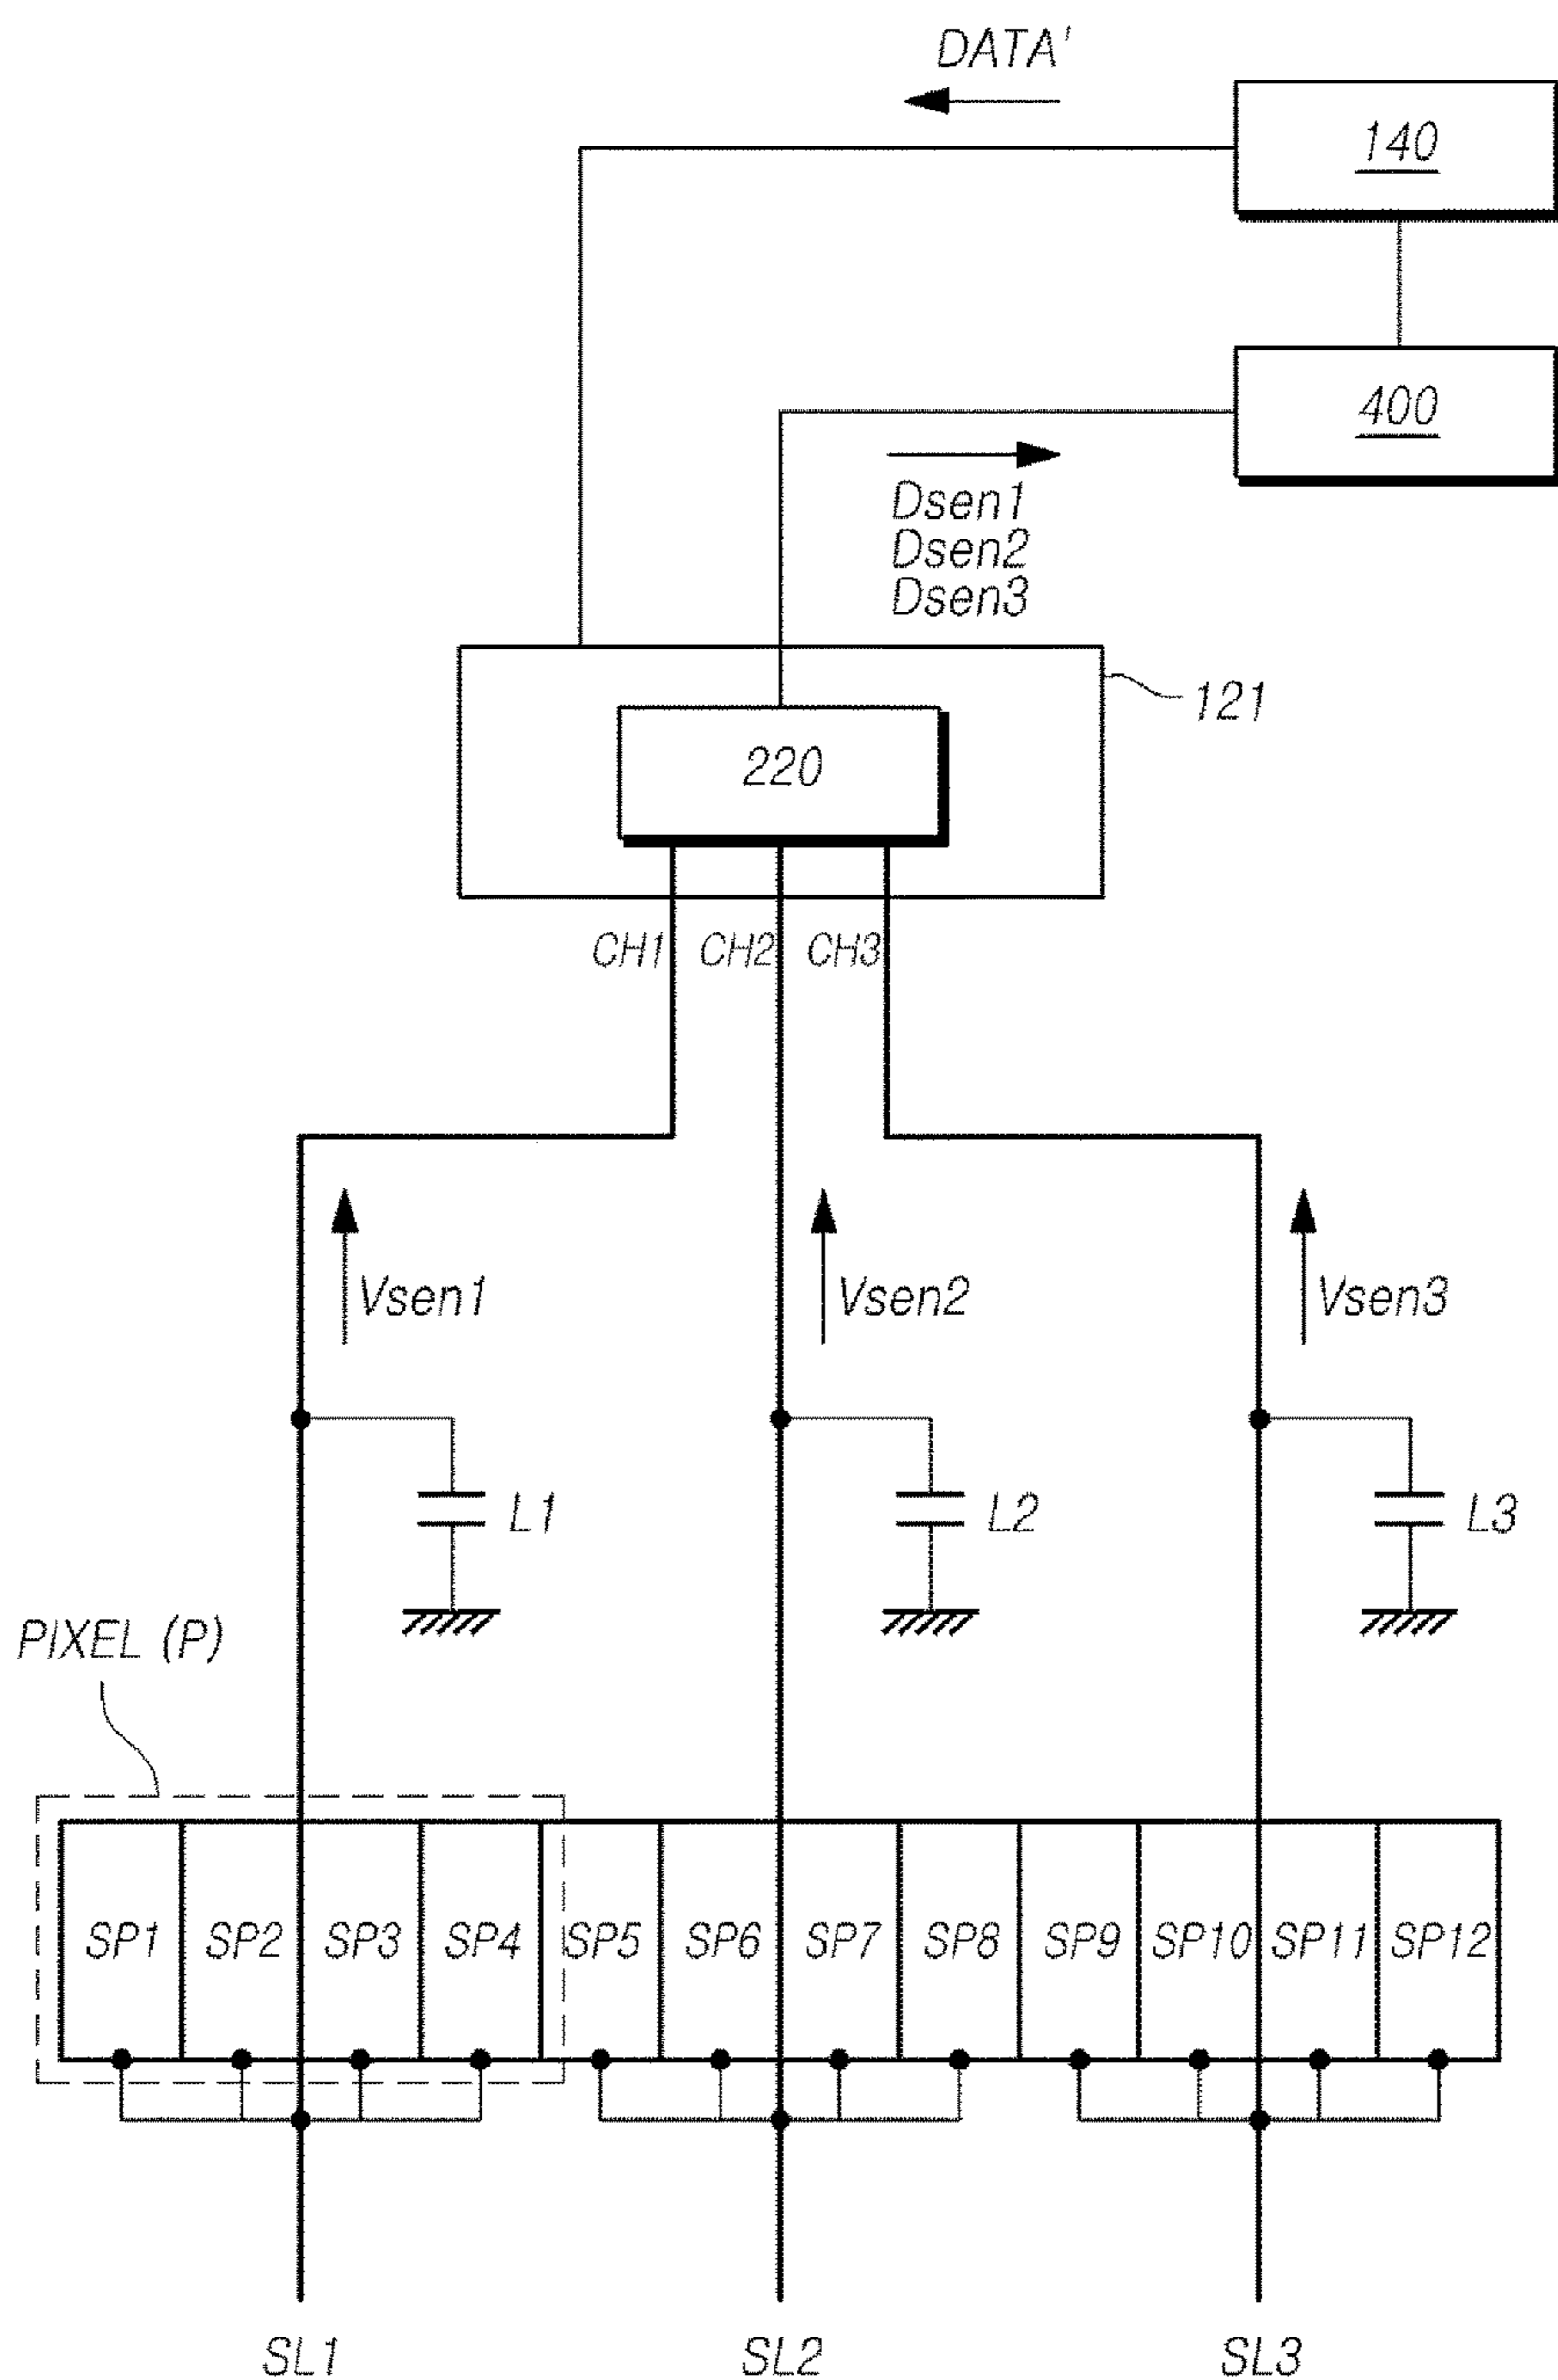 DATA'
140
400
Dsen1
Dsen2
Dsen3
121
220
CH1 CH2 CH3
Vsen1 Vsen2 Vsen3
L1 L2 L3
PIXEL (P)
SP1 SP2 SP3 SP4 SP5 SP6 SP7 SP8 SP9 SP10 SP11 SP12
SL1 SL2 SL3